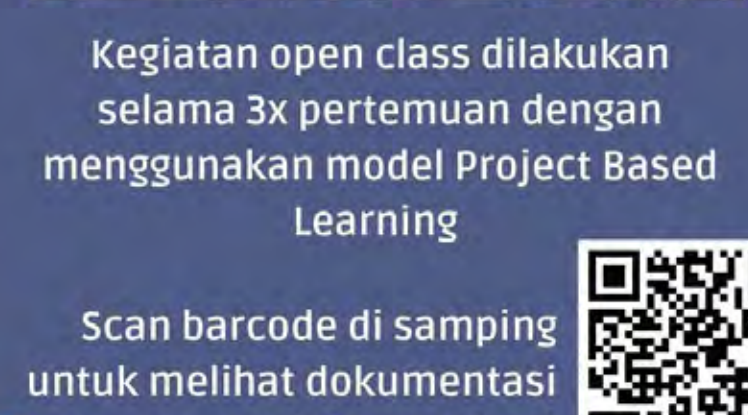 Kegiatan open class dilakukan
selama 3x pertemuan dengan
menggunakan model Project Based
Learning
Scan barcode di samping
untuk melihat dokumentasi